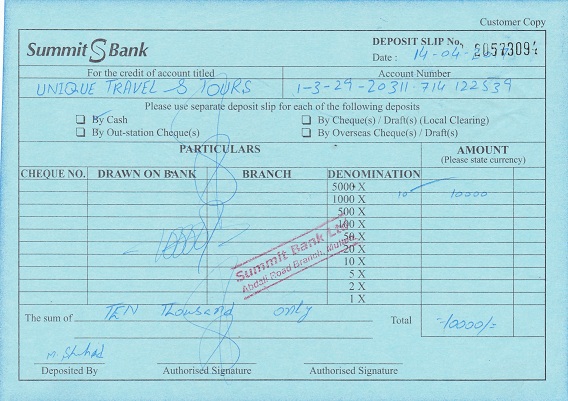 Customer Copy
Summit S Bank
DEPOSIT SLIP No.
Date : 14-04-
For the credit of account titled Account Number
UNIQUE TRAVEL & TOURS 1-3-29-20311-714 122539
Please use separate deposit slip for each of the following deposits
By Cash By Cheque(s) / Draft(s) (Local Clearing)
By Out-station Cheque(s) By Overseas Cheque(s) / Draft(s)
PARTICULARS AMOUNT
(Please state currency)
CHEQUE NO. DRAWN ON BANK BRANCH DENOMINATION
5000 X
1000 X 10 10000
500 X
100 X
50 X
20 X
10 X
5 X
2 X
1 X
Summit Bank Ltd
Abdali Road Branch, Multan
The sum of TEN Thousand only Total -10000/=
Deposited By Authorised Signature Authorised Signature